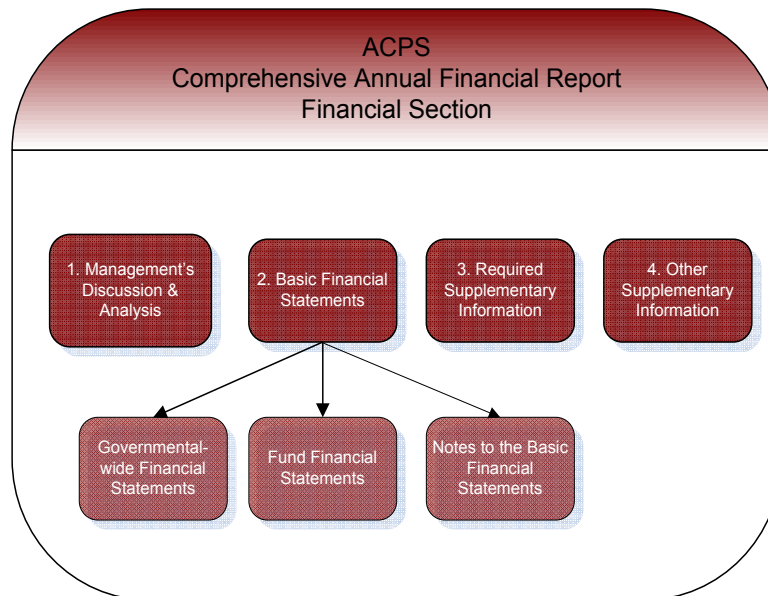 ACPS
Comprehensive Annual Financial Report
Financial Section
1. Management's
Discussion &
Analysis
2. Basic Financial
Statements
3. Required
Supplementary
Information
4. Other
Supplementary
Information
Governmental-
wide Financial
Statements
Fund Financial
Statements
Notes to the Basic
Financial
Statements